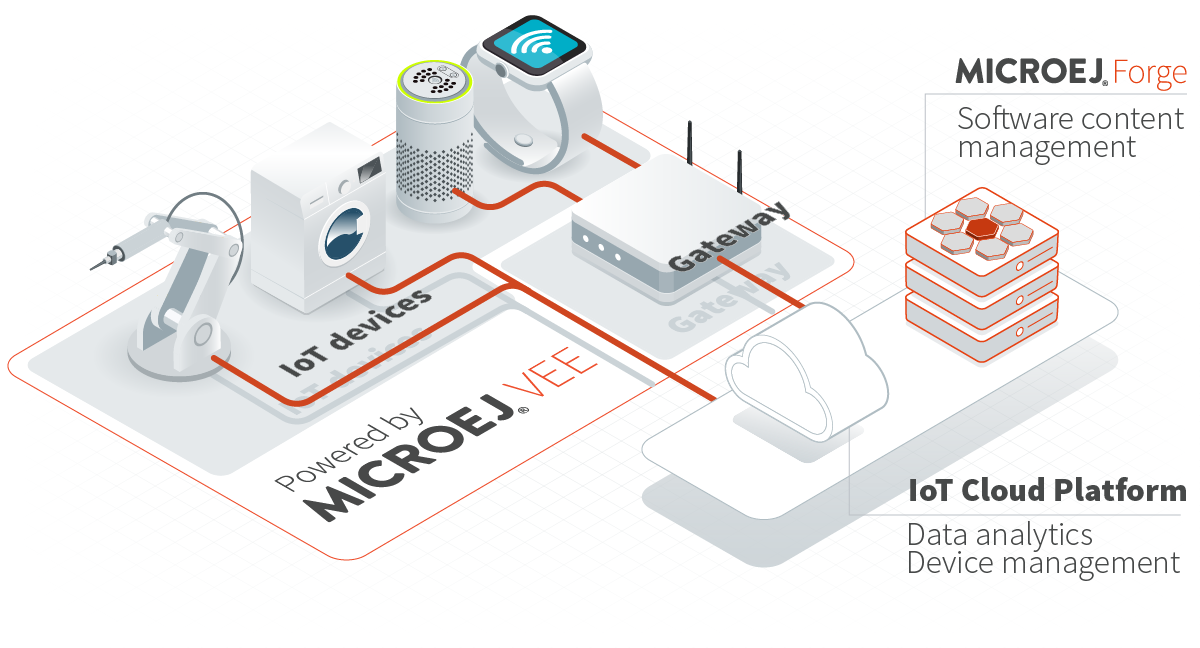 MICROEJ® Forge
Software content
management
Gateway
IoT devices
Powered by
MICROEJ® VEE
IoT Cloud Platform
Data analytics
Device management